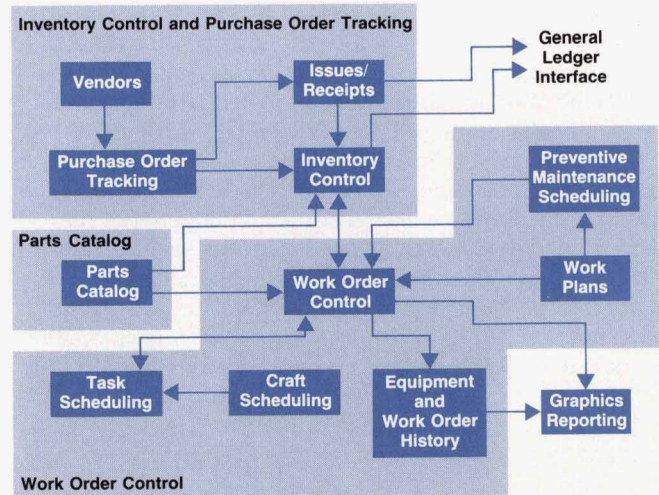 Inventory Control and Purchase Order Tracking
Vendors
Issues/
Receipts
General
Ledger
Interface
Purchase Order
Tracking
Inventory
Control
Preventive
Maintenance
Scheduling
Parts Catalog
Parts
Catalog
Work Order
Control
Work
Plans
Task
Scheduling
Craft
Scheduling
Equipment
and
Work Order
History
Graphics
Reporting
Work Order Control